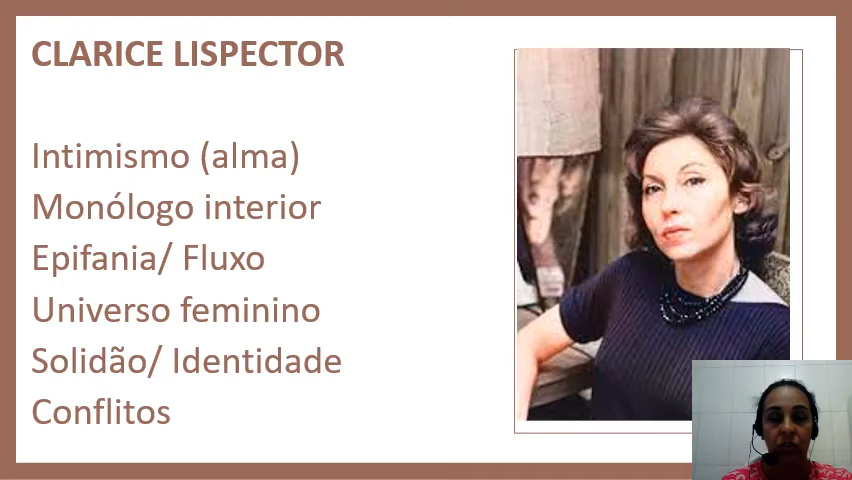 CLARICE LISPECTOR
Intimismo (alma)
Monólogo interior
Epifania/ Fluxo
Universo feminino
Solidão/ Identidade
Conflitos